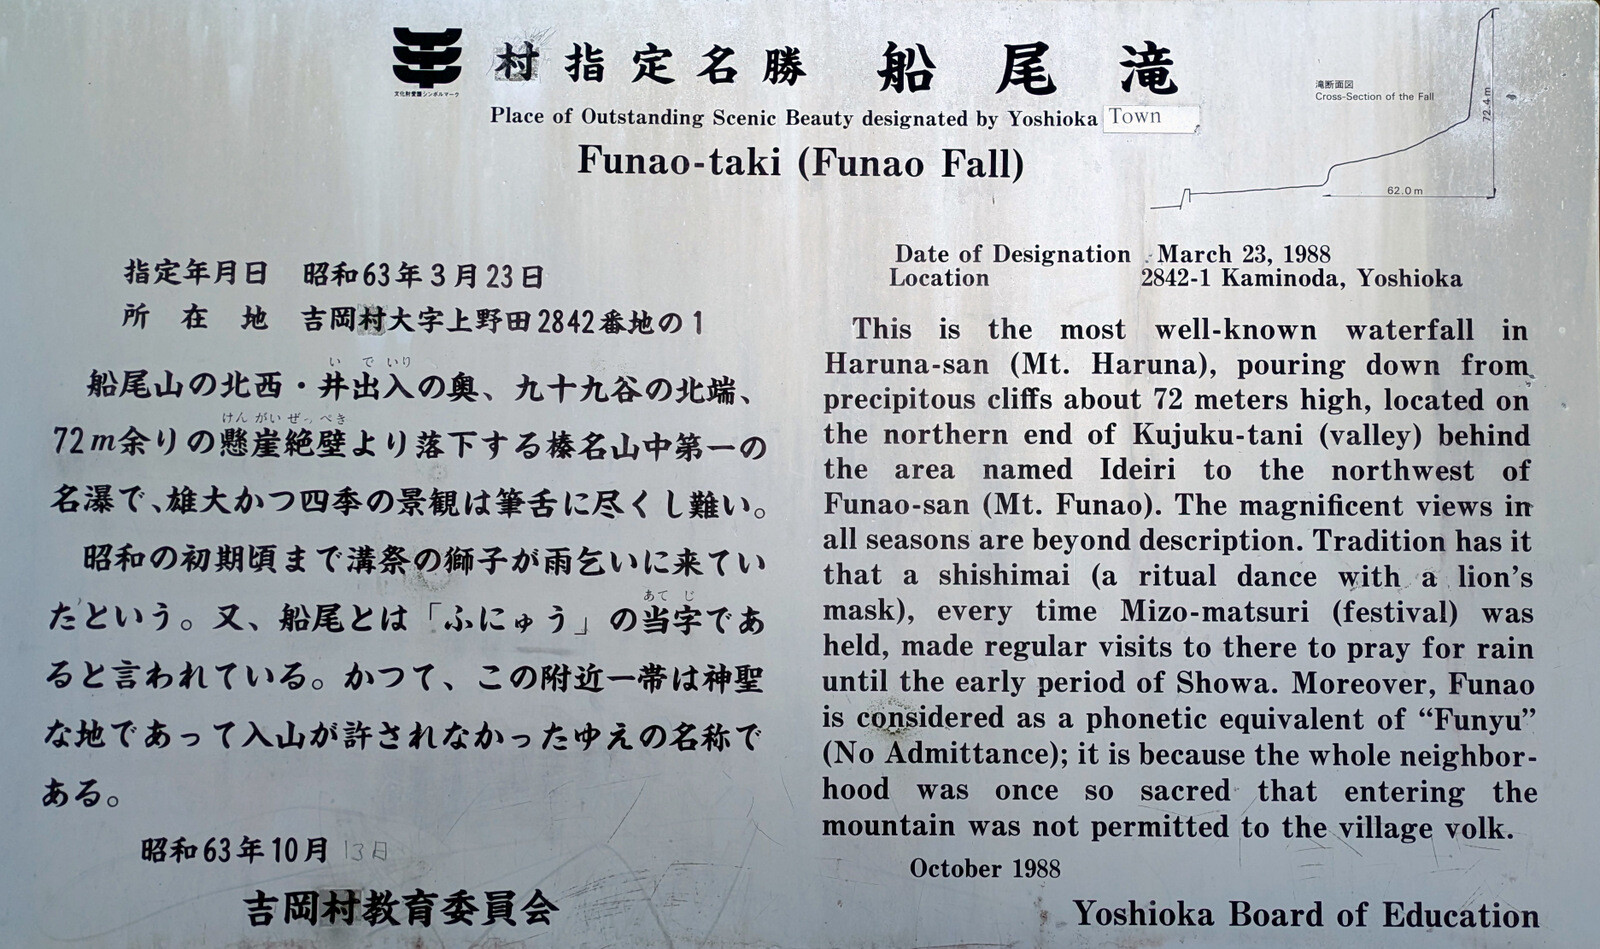 文化財愛護シンボルマーク
村指定名勝 船尾滝
Place of Outstanding Scenic Beauty designated by Yoshioka Town
Funao-taki (Funao Fall)
滝断面図
Cross-Section of the Fall
72.4m
62.0m
指定年月日 昭和63年3月23日
所在地 吉岡村大字上野田2842番地の1
いでいり
船尾山の北西・井出入の奥、九十九谷の北端、
けんがいぜっぺき
72m余りの懸崖絶壁より落下する榛名山中第一の
名瀑で、雄大かつ四季の景観は筆舌に尽くし難い。
昭和の初期頃まで溝祭の獅子が雨乞いに来てい
あてじ
たという。又、船尾とは「ふにゅう」の当字であ
ると言われている。かつて、この附近一帯は神聖
な地であって入山が許されなかったゆえの名称で
ある。
昭和63年10月 13日
吉岡村教育委員会
Date of Designation March 23, 1988
Location 2842-1 Kaminoda, Yoshioka
This is the most well-known waterfall in
Haruna-san (Mt. Haruna), pouring down from
precipitous cliffs about 72 meters high, located on
the northern end of Kujuku-tani (valley) behind
the area named Ideiri to the northwest of
Funao-san (Mt. Funao). The magnificent views in
all seasons are beyond description. Tradition has it
that a shishimai (a ritual dance with a lion's
mask), every time Mizo-matsuri (festival) was
held, made regular visits to there to pray for rain
until the early period of Showa. Moreover, Funao
is considered as a phonetic equivalent of “Funyu”
(No Admittance); it is because the whole neighbor-
hood was once so sacred that entering the
mountain was not permitted to the village volk.
October 1988
Yoshioka Board of Education